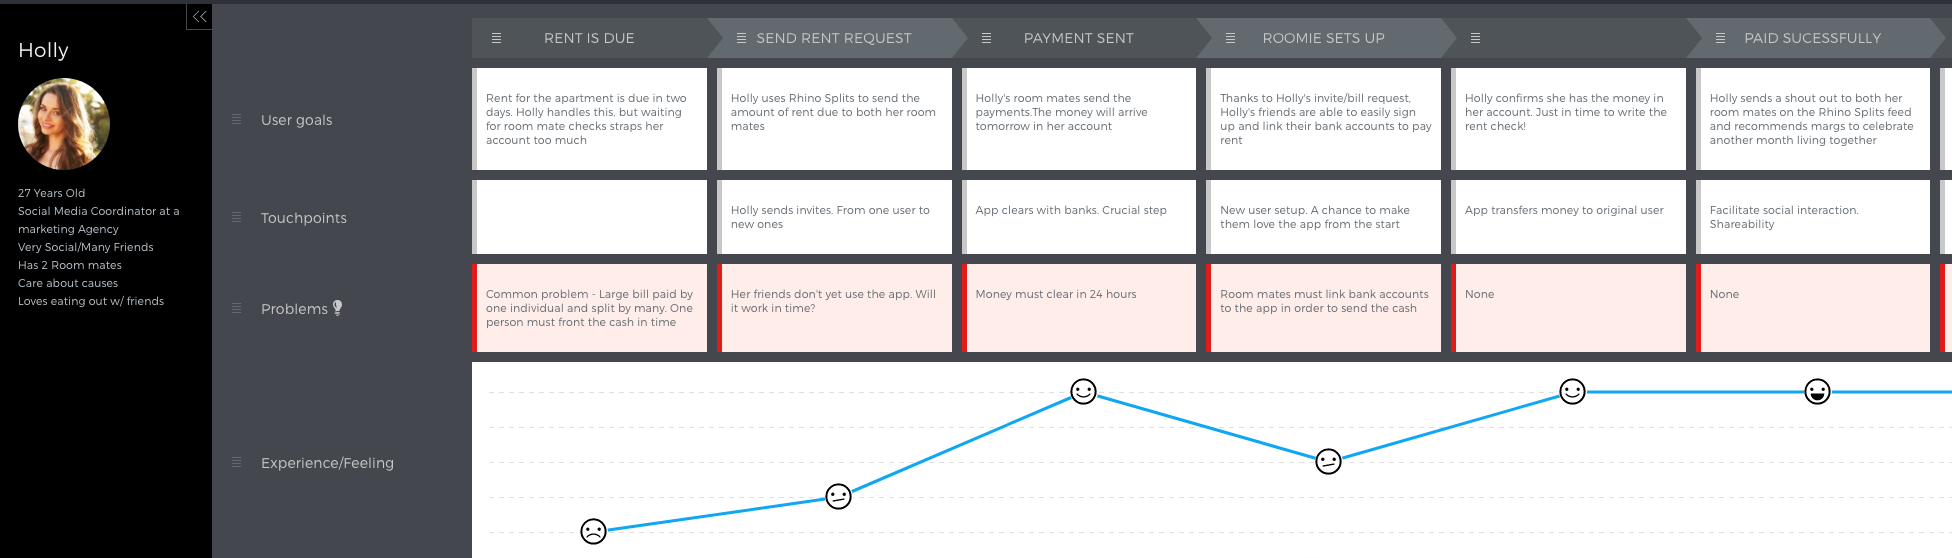 Holly
27 Years Old
Social Media Coordinator at a
marketing Agency
Very Social/Many Friends
Has 2 Room mates
Care about causes
Loves eating out w/ friends
RENT IS DUE
SEND RENT REQUEST
PAYMENT SENT
ROOMIE SETS UP
PAID SUCESSFULLY
User goals
Rent for the apartment is due in two
days. Holly handles this, but waiting
for room mate checks straps her
account too much
Holly uses Rhino Splits to send the
amount of rent due to both her room
mates
Holly's room mates send the
payments.The money will arrive
tomorrow in her account
Thanks to Holly's invite/bill request,
Holly's friends are able to easily sign
up and link their bank accounts to pay
rent
Holly confirms she has the money in
her account. Just in time to write the
rent check!
Holly sends a shout out to both her
room mates on the Rhino Splits feed
and recommends margs to celebrate
another month living together
Touchpoints
Holly sends invites. From one user to
new ones
App clears with banks. Crucial step
New user setup. A chance to make
them love the app from the start
App transfers money to original user
Facilitate social interaction.
Shareability
Problems
Common problem - Large bill paid by
one individual and split by many. One
person must front the cash in time
Her friends don't yet use the app. Will
it work in time?
Money must clear in 24 hours
Room mates must link bank accounts
to the app in order to send the cash
None
None
Experience/Feeling